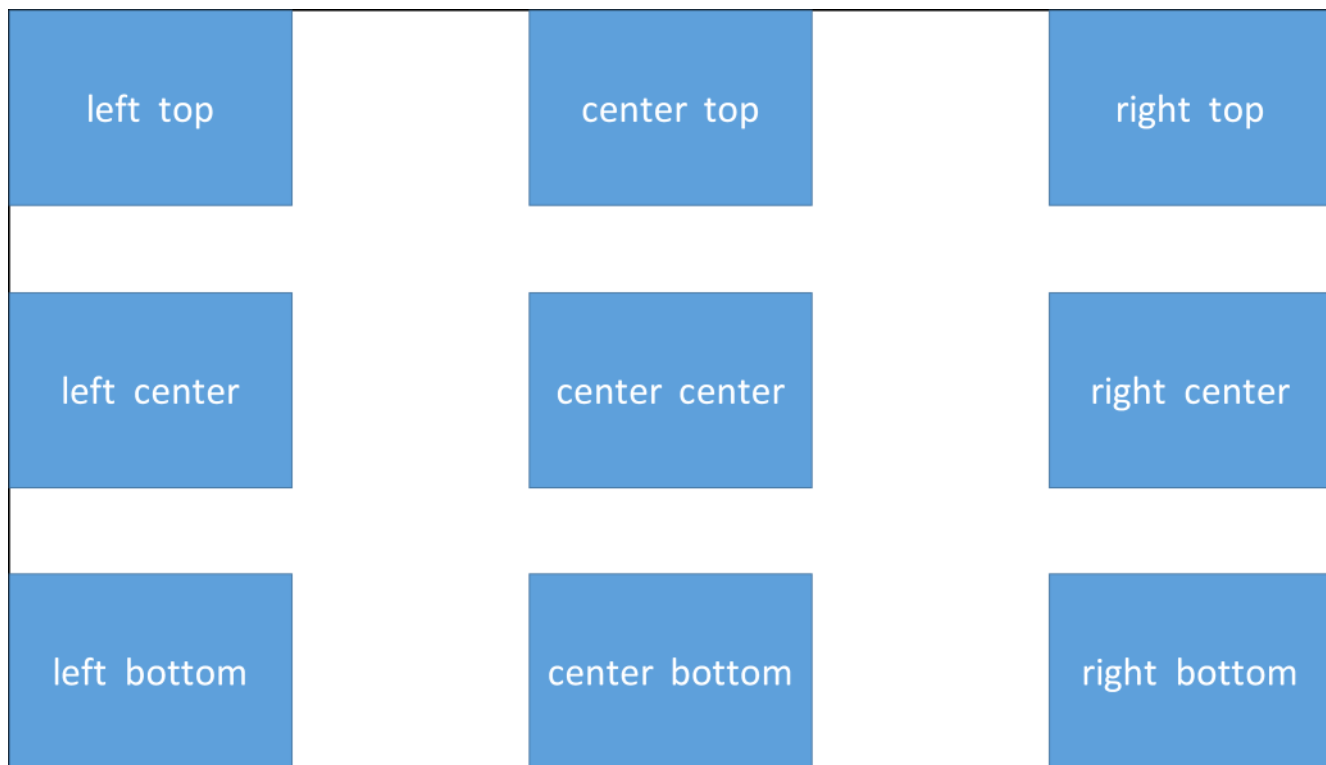 left top
center top
right top
left center
center center
right center
left bottom
center bottom
right bottom